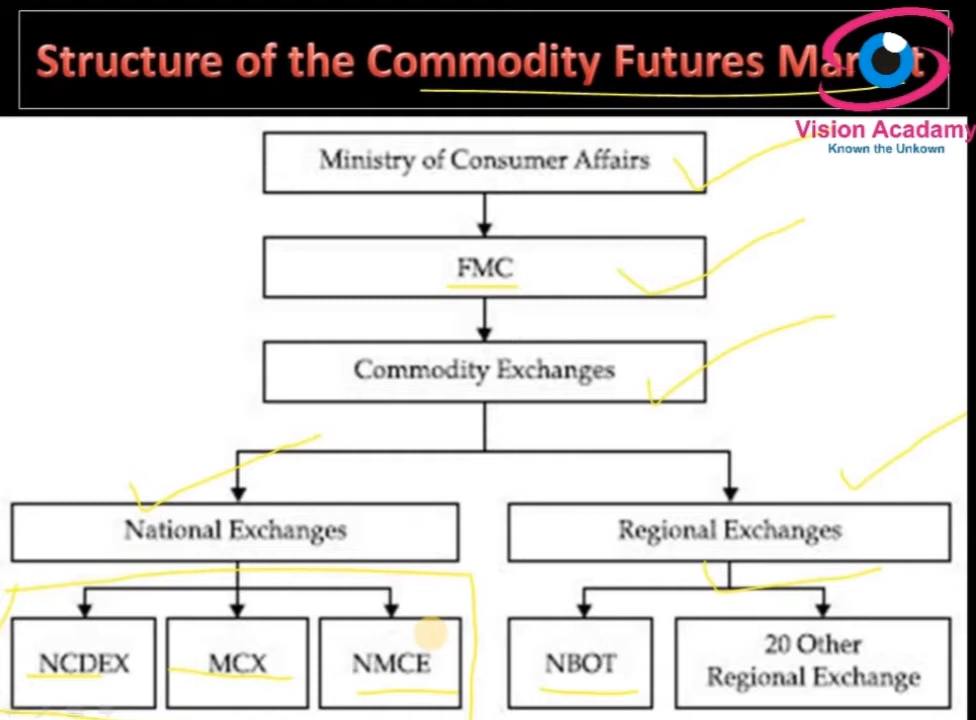 Structure of the Commodity Futures Market
Vision Acadamy
Known the Unkown
Ministry of Consumer Affairs
FMC
Commodity Exchanges
National Exchanges
Regional Exchanges
NCDEX
MCX
NMCE
NBOT
20 Other
Regional Exchange